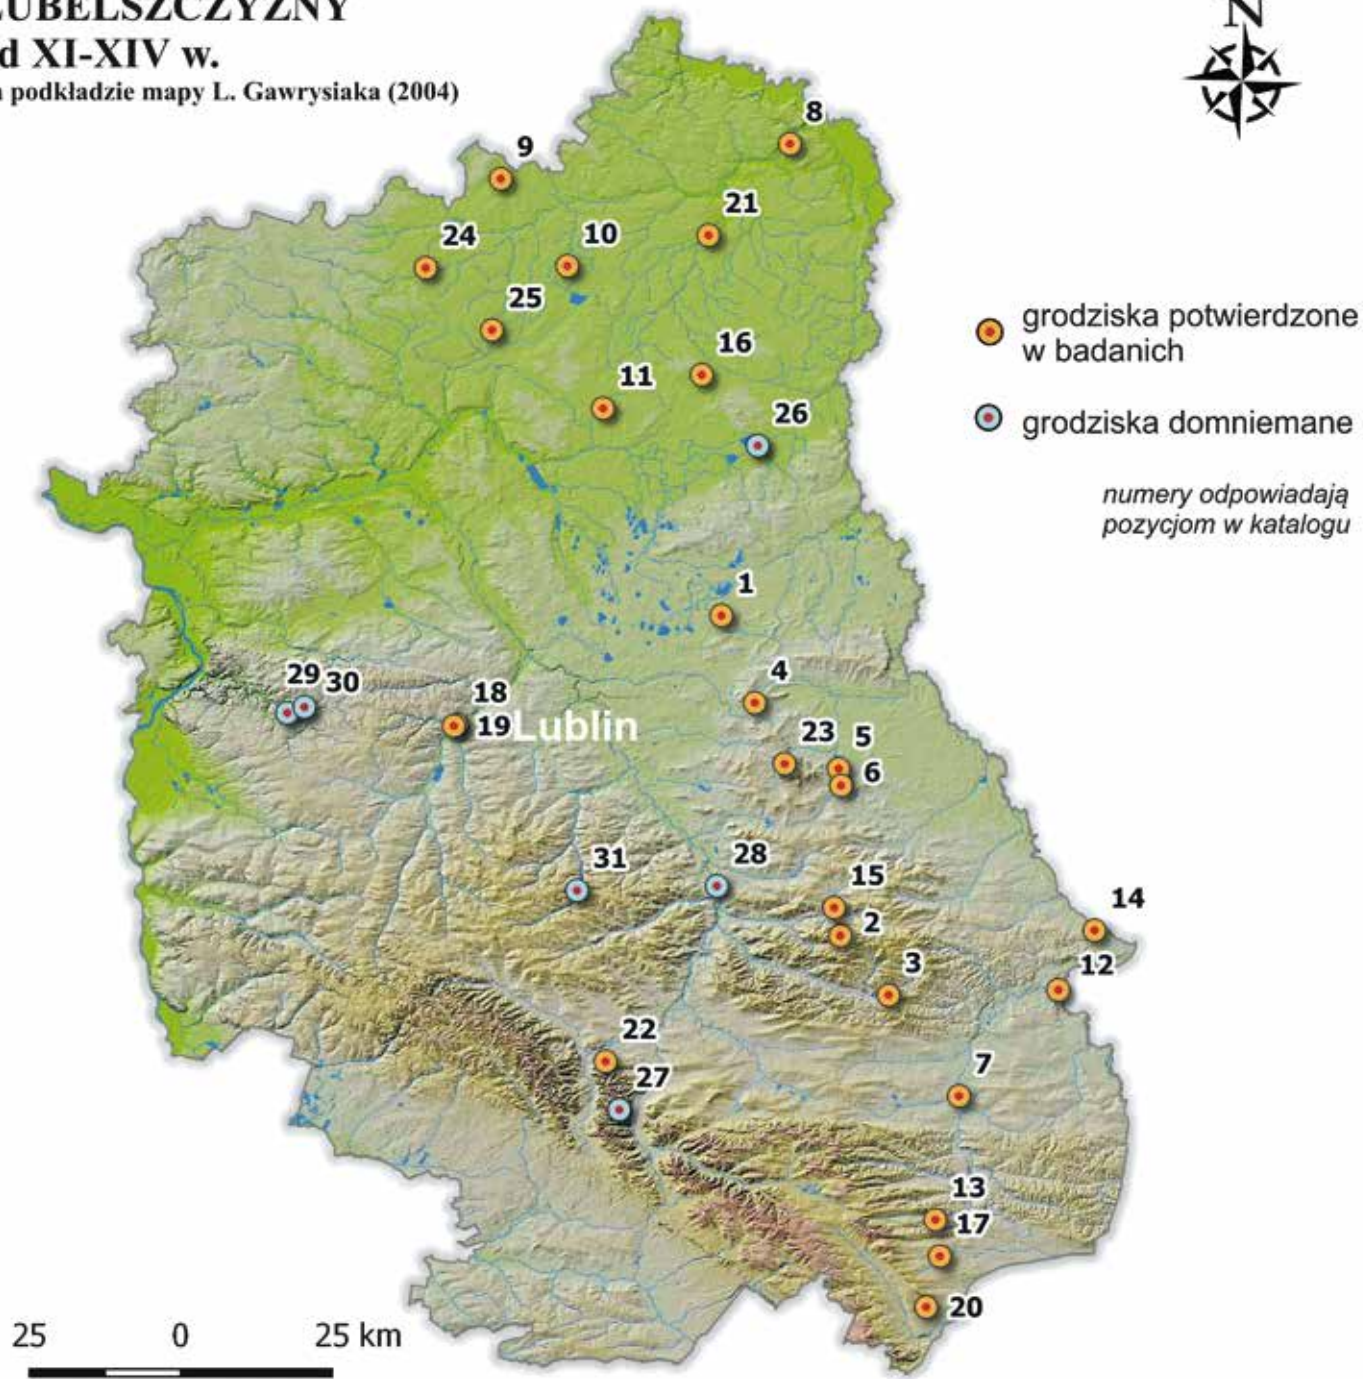 LUBELSZCZYZNY
d XI-XIV w.
podkładzie mapy L. Gawrysiaka (2004)
N
8
9
21
24
10
25
grodziska potwierdzone
w badanich
16
11
26
grodziska domniemane
numery odpowiadają
pozycjom w katalogu
1
4
29 30
18
19 Lublin
23
5
6
31
28
15
2
14
3
12
22
27
7
13
17
20
25 0 25 km